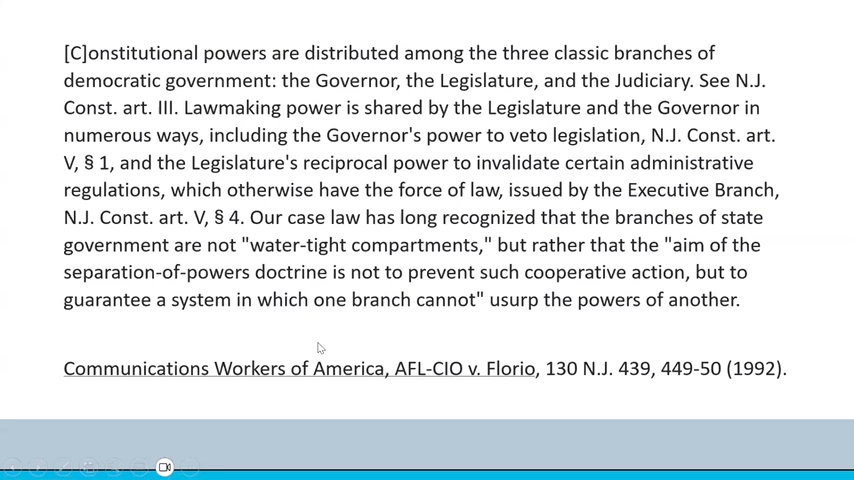 [C]onstitutional powers are distributed among the three classic branches of
democratic government: the Governor, the Legislature, and the Judiciary. See N.J.
Const. art. III. Lawmaking power is shared by the Legislature and the Governor in
numerous ways, including the Governor's power to veto legislation, N.J. Const. art.
V, § 1, and the Legislature's reciprocal power to invalidate certain administrative
regulations, which otherwise have the force of law, issued by the Executive Branch,
N.J. Const. art. V, § 4. Our case law has long recognized that the branches of state
government are not "water-tight compartments," but rather that the "aim of the
separation-of-powers doctrine is not to prevent such cooperative action, but to
guarantee a system in which one branch cannot" usurp the powers of another.
Communications Workers of America, AFL-CIO v. Florio, 130 N.J. 439, 449-50 (1992).